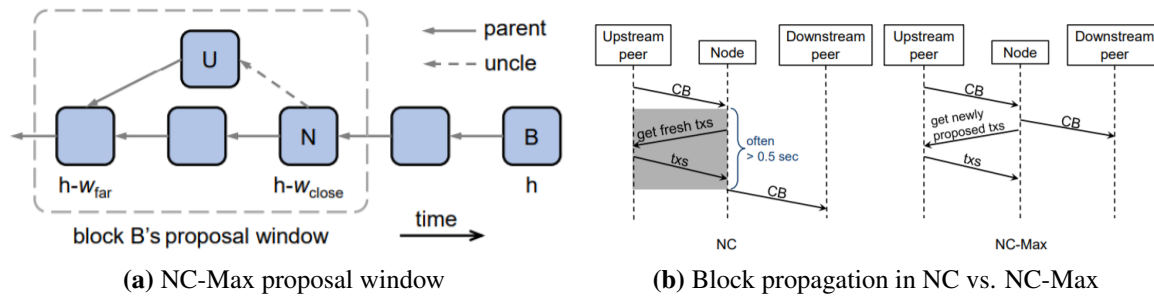 U
parent
uncle
N
B
h-w_far
h-w_close
h
block B's proposal window
time
(a) NC-Max proposal window
Upstream
peer
Node
Downstream
peer
CB
get fresh txs
txs
often
> 0.5 sec
CB
NC
Upstream
peer
Node
Downstream
peer
CB
get newly
proposed txs
CB
txs
NC-Max
(b) Block propagation in NC vs. NC-Max